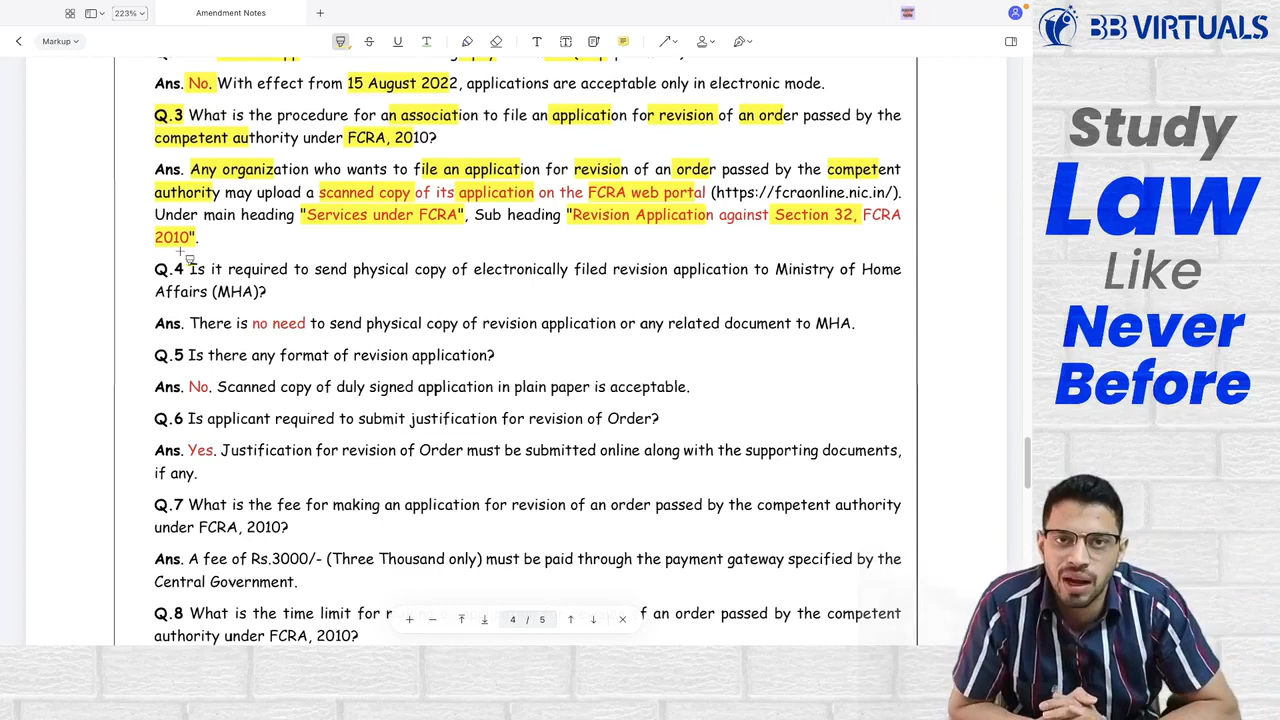 223%
Amendment Notes
BB VIRTUALS
Markup
Ans. No. With effect from 15 August 2022, applications are acceptable only in electronic mode.
Q.3 What is the procedure for an association to file an application for revision of an order passed by the
competent authority under FCRA, 2010?
Ans. Any organization who wants to file an application for revision of an order passed by the competent
authority may upload a scanned copy of its application on the FCRA web portal (https://fcraonline.nic.in/).
Under main heading "Services under FCRA", Sub heading "Revision Application against Section 32, FCRA
2010".
Q.4 Is it required to send physical copy of electronically filed revision application to Ministry of Home
Affairs (MHA)?
Ans. There is no need to send physical copy of revision application or any related document to MHA.
Q.5 Is there any format of revision application?
Ans. No. Scanned copy of duly signed application in plain paper is acceptable.
Q.6 Is applicant required to submit justification for revision of Order?
Ans. Yes. Justification for revision of Order must be submitted online along with the supporting documents,
if any.
Q.7 What is the fee for making an application for revision of an order passed by the competent authority
under FCRA, 2010?
Ans. A fee of Rs.3000/- (Three Thousand only) must be paid through the payment gateway specified by the
Central Government.
Q.8 What is the time limit for of an order passed by the competent
authority under FCRA, 2010?
4 / 5
Study
Law
Like
Never
Before